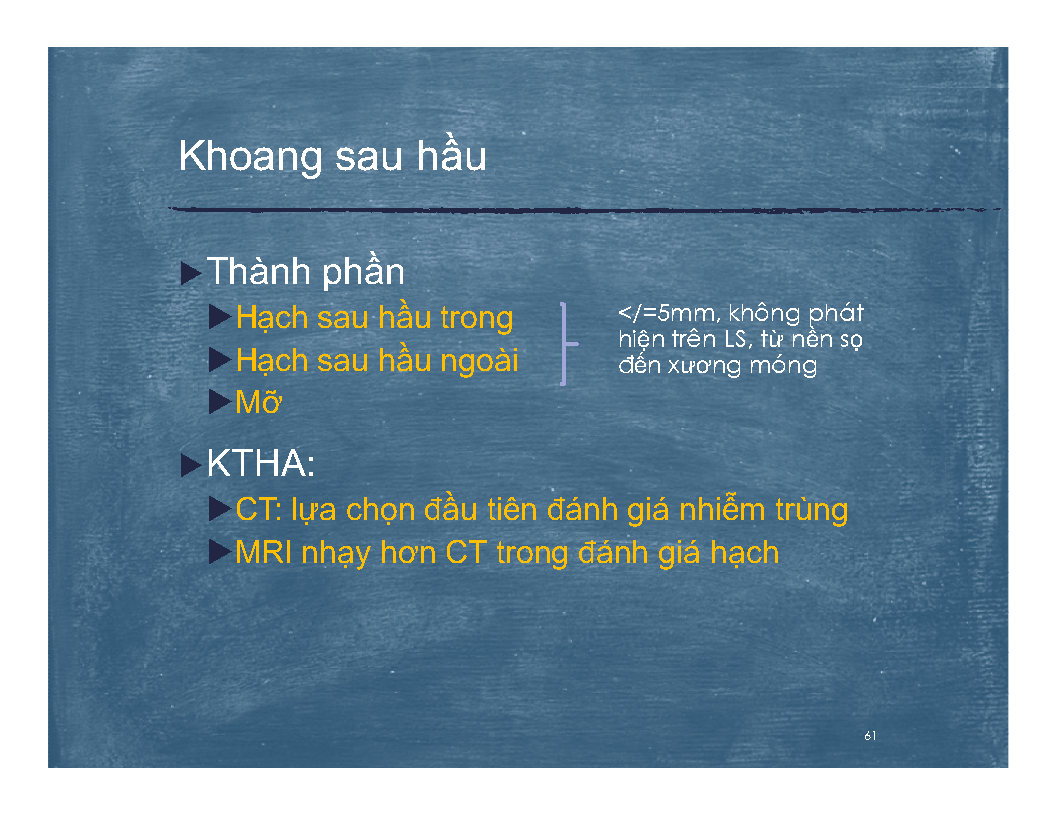 Khoang sau hầu
Thành phần
Hạch sau hầu trong
Hạch sau hầu ngoài
Mỡ
</=5mm, không phát
hiện trên LS, từ nền sọ
đến xương móng
KTHA:
CT: lựa chọn đầu tiên đánh giá nhiễm trùng
MRI nhạy hơn CT trong đánh giá hạch
61